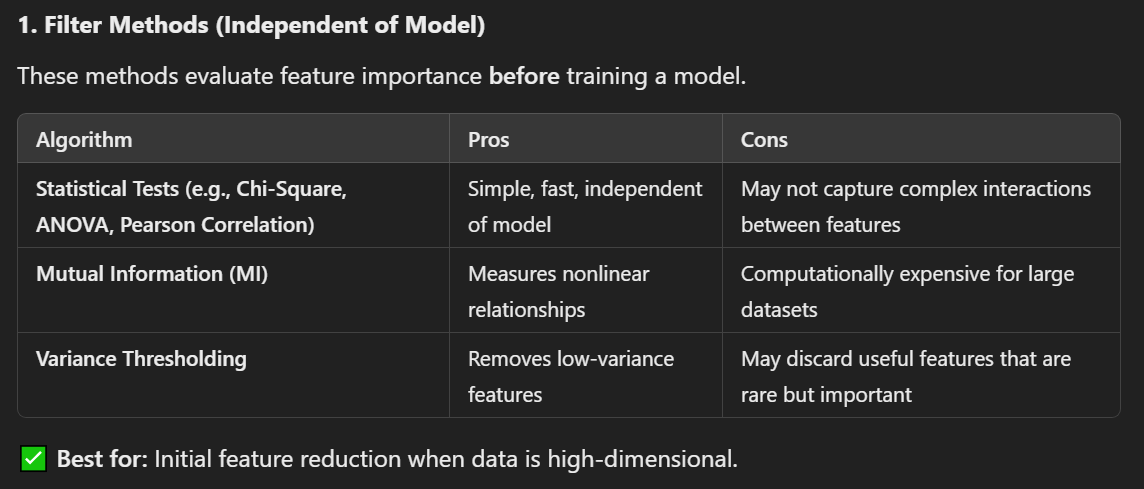 1. Filter Methods (Independent of Model)
These methods evaluate feature importance before training a model.
Algorithm Pros Cons
Statistical Tests (e.g., Chi-Square, ANOVA, Pearson Correlation)
Simple, fast, independent of model
May not capture complex interactions between features
Mutual Information (MI)
Measures nonlinear relationships
Computationally expensive for large datasets
Variance Thresholding
Removes low-variance features
May discard useful features that are rare but important
✅ Best for: Initial feature reduction when data is high-dimensional.